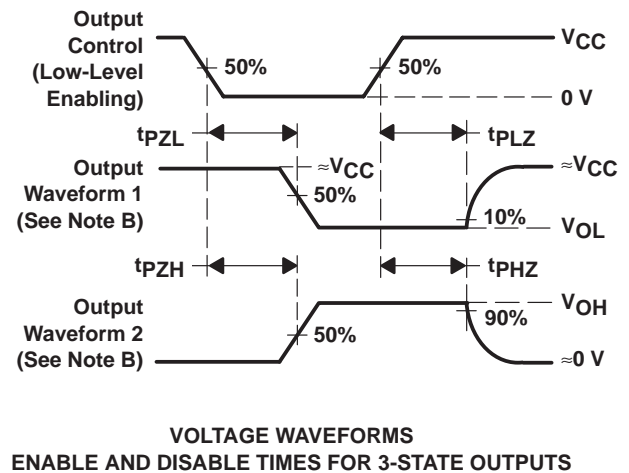 Output
Control
(Low-Level
Enabling)
50%
50%
VCC
0 V
tPZL
tPLZ
Output
Waveform 1
(See Note B)
≈VCC
50%
10%
≈VCC
VOL
tPZH
tPHZ
Output
Waveform 2
(See Note B)
50%
90%
VOH
≈0 V
VOLTAGE WAVEFORMS
ENABLE AND DISABLE TIMES FOR 3-STATE OUTPUTS